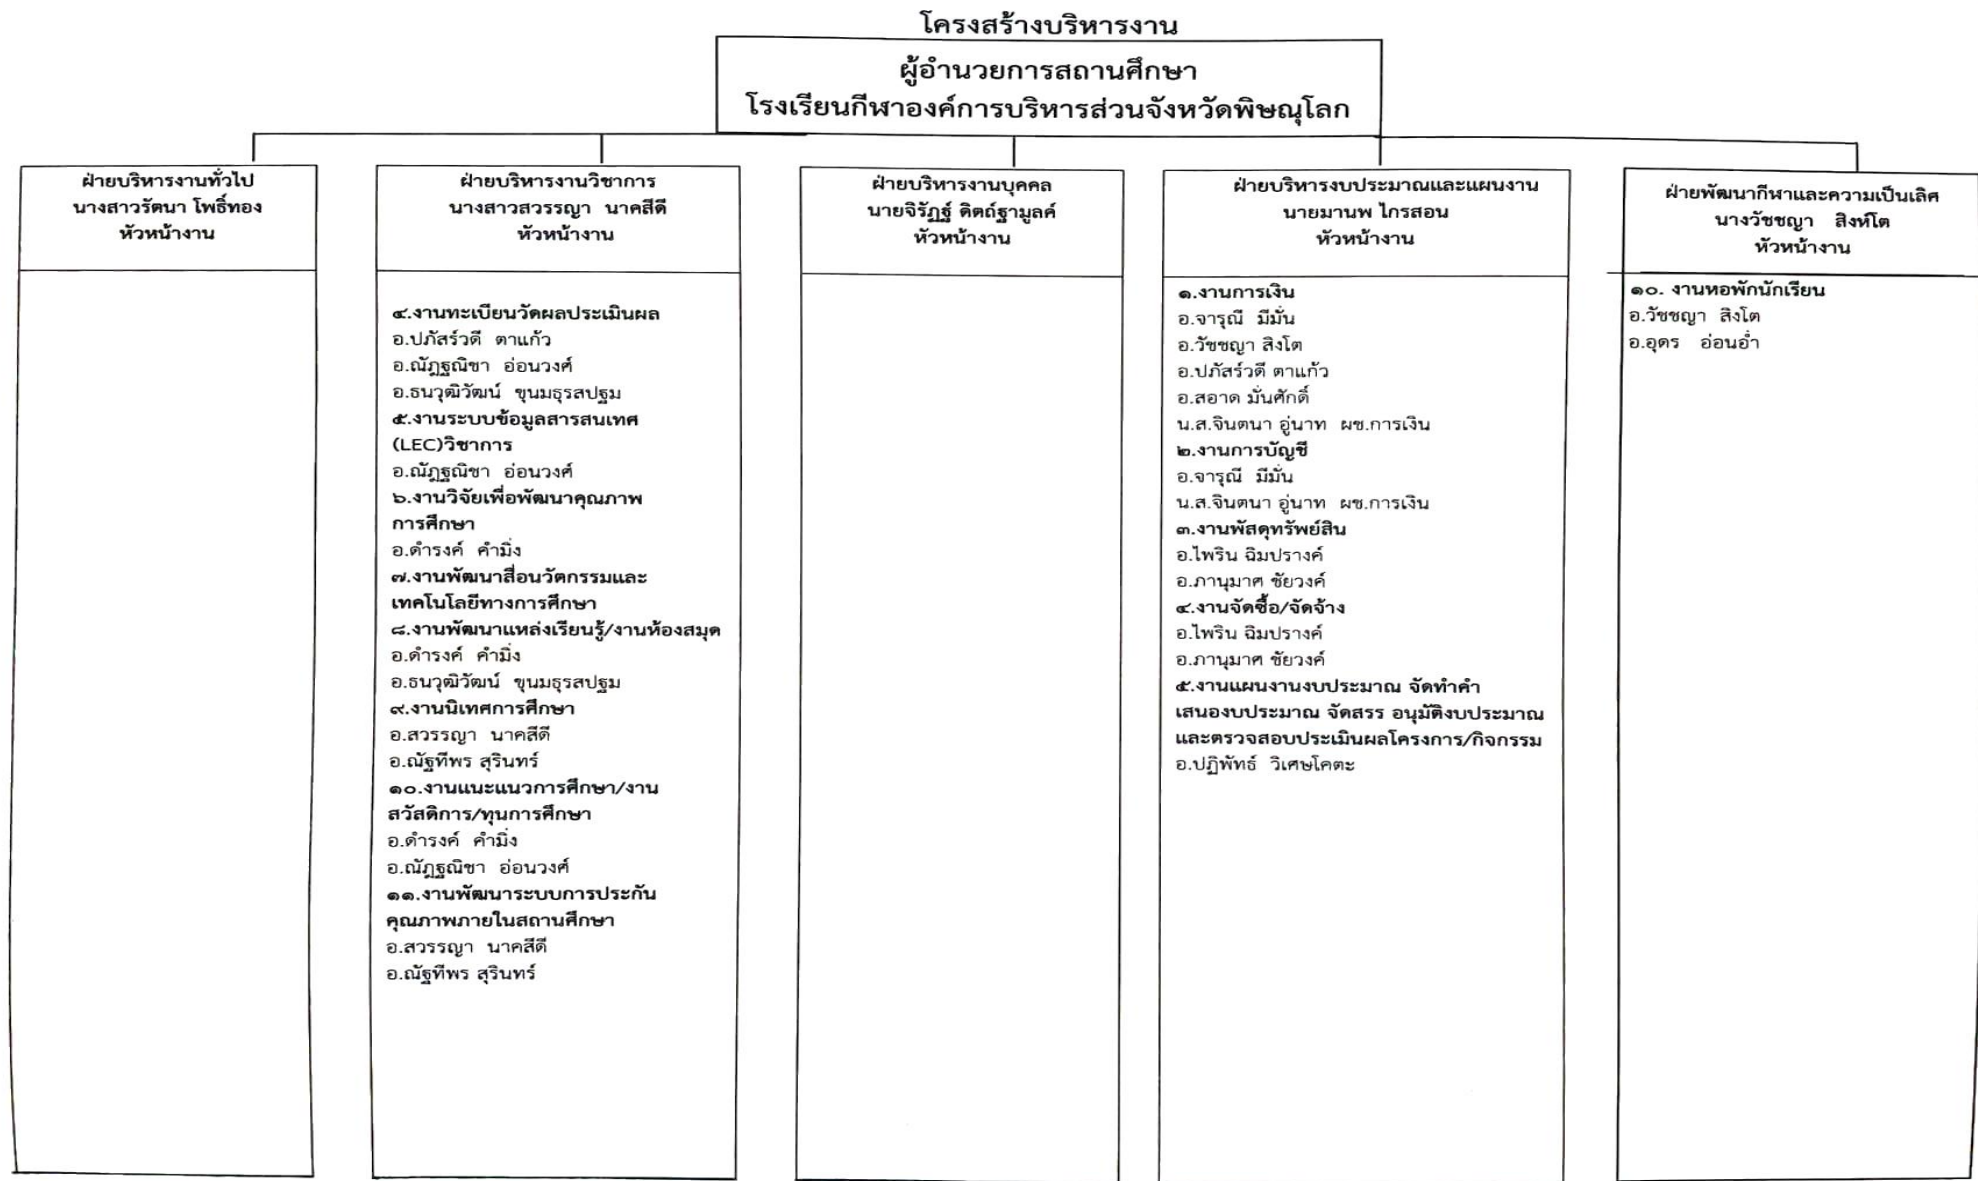 โครงสร้างบริหารงาน
ผู้อำนวยการสถานศึกษา
โรงเรียนกีฬาองค์การบริหารส่วนจังหวัดพิษณุโลก
ฝ่ายบริหารงานทั่วไป
นางสาวรัตนา โพธิ์ทอง
หัวหน้างาน
ฝ่ายบริหารงานวิชาการ
นางสาวสวรรญา นาคสีดี
หัวหน้างาน
๔.งานทะเบียนวัดผลประเมินผล
อ.ปภัสร์วดี ตาแก้ว
อ.ณัฎฐณิชา อ่อนวงศ์
อ.ธนวุฒิวัฒน์ ขุนมธุรสปฐม
๕.งานระบบข้อมูลสารสนเทศ
(LEC)วิชาการ
อ.ณัฎฐณิชา อ่อนวงศ์
๖.งานวิจัยเพื่อพัฒนาคุณภาพ
การศึกษา
อ.ดำรงค์ คำมิ่ง
๗.งานพัฒนาสื่อนวัตกรรมและ
เทคโนโลยีทางการศึกษา
๘.งานพัฒนาแหล่งเรียนรู้/งานห้องสมุด
อ.ดำรงค์ คำมิ่ง
อ.ธนวุฒิวัฒน์ ขุนมธุรสปฐม
๙.งานนิเทศการศึกษา
อ.สวรรญา นาคสีดี
อ.ณัฐทีพร สุรินทร์
๑๐.งานแนะแนวการศึกษา/งาน
สวัสดิการ/ทุนการศึกษา
อ.ดำรงค์ คำมิ่ง
อ.ณัฎฐณิชา อ่อนวงศ์
๑๑.งานพัฒนาระบบการประกัน
คุณภาพภายในสถานศึกษา
อ.สวรรญา นาคสีดี
อ.ณัฐทีพร สุรินทร์
ฝ่ายบริหารงานบุคคล
นายจิรัฏฐ์ ดิตถ์ฐามูลค์
หัวหน้างาน
ฝ่ายบริหารงบประมาณและแผนงาน
นายมานพ ไกรสอน
หัวหน้างาน
๑.งานการเงิน
อ.จารุณี มีมั่น
อ.วัชชญา สิงโต
อ.ปภัสร์วดี ตาแก้ว
อ.สอาด มั่นศักดิ์
น.ส.จินตนา อู่นาท ผช.การเงิน
๒.งานการบัญชี
อ.จารุณี มีมั่น
น.ส.จินตนา อู่นาท ผช.การเงิน
๓.งานพัสดุทรัพย์สิน
อ.ไพริน ฉิมปรางค์
อ.ภานุมาศ ชัยวงค์
๔.งานจัดซื้อ/จัดจ้าง
อ.ไพริน ฉิมปรางค์
อ.ภานุมาศ ชัยวงค์
๕.งานแผนงานงบประมาณ จัดทำคำ
เสนองบประมาณ จัดสรร อนุมัติงบประมาณ
และตรวจสอบประเมินผลโครงการ/กิจกรรม
อ.ปฏิพัทธ์ วิเศษโคตะ
ฝ่ายพัฒนากีฬาและความเป็นเลิศ
นางวัชชญา สิงห์โต
หัวหน้างาน
๑๐. งานหอพักนักเรียน
อ.วัชชญา สิงโต
อ.อุดร อ่อนอ่ำ